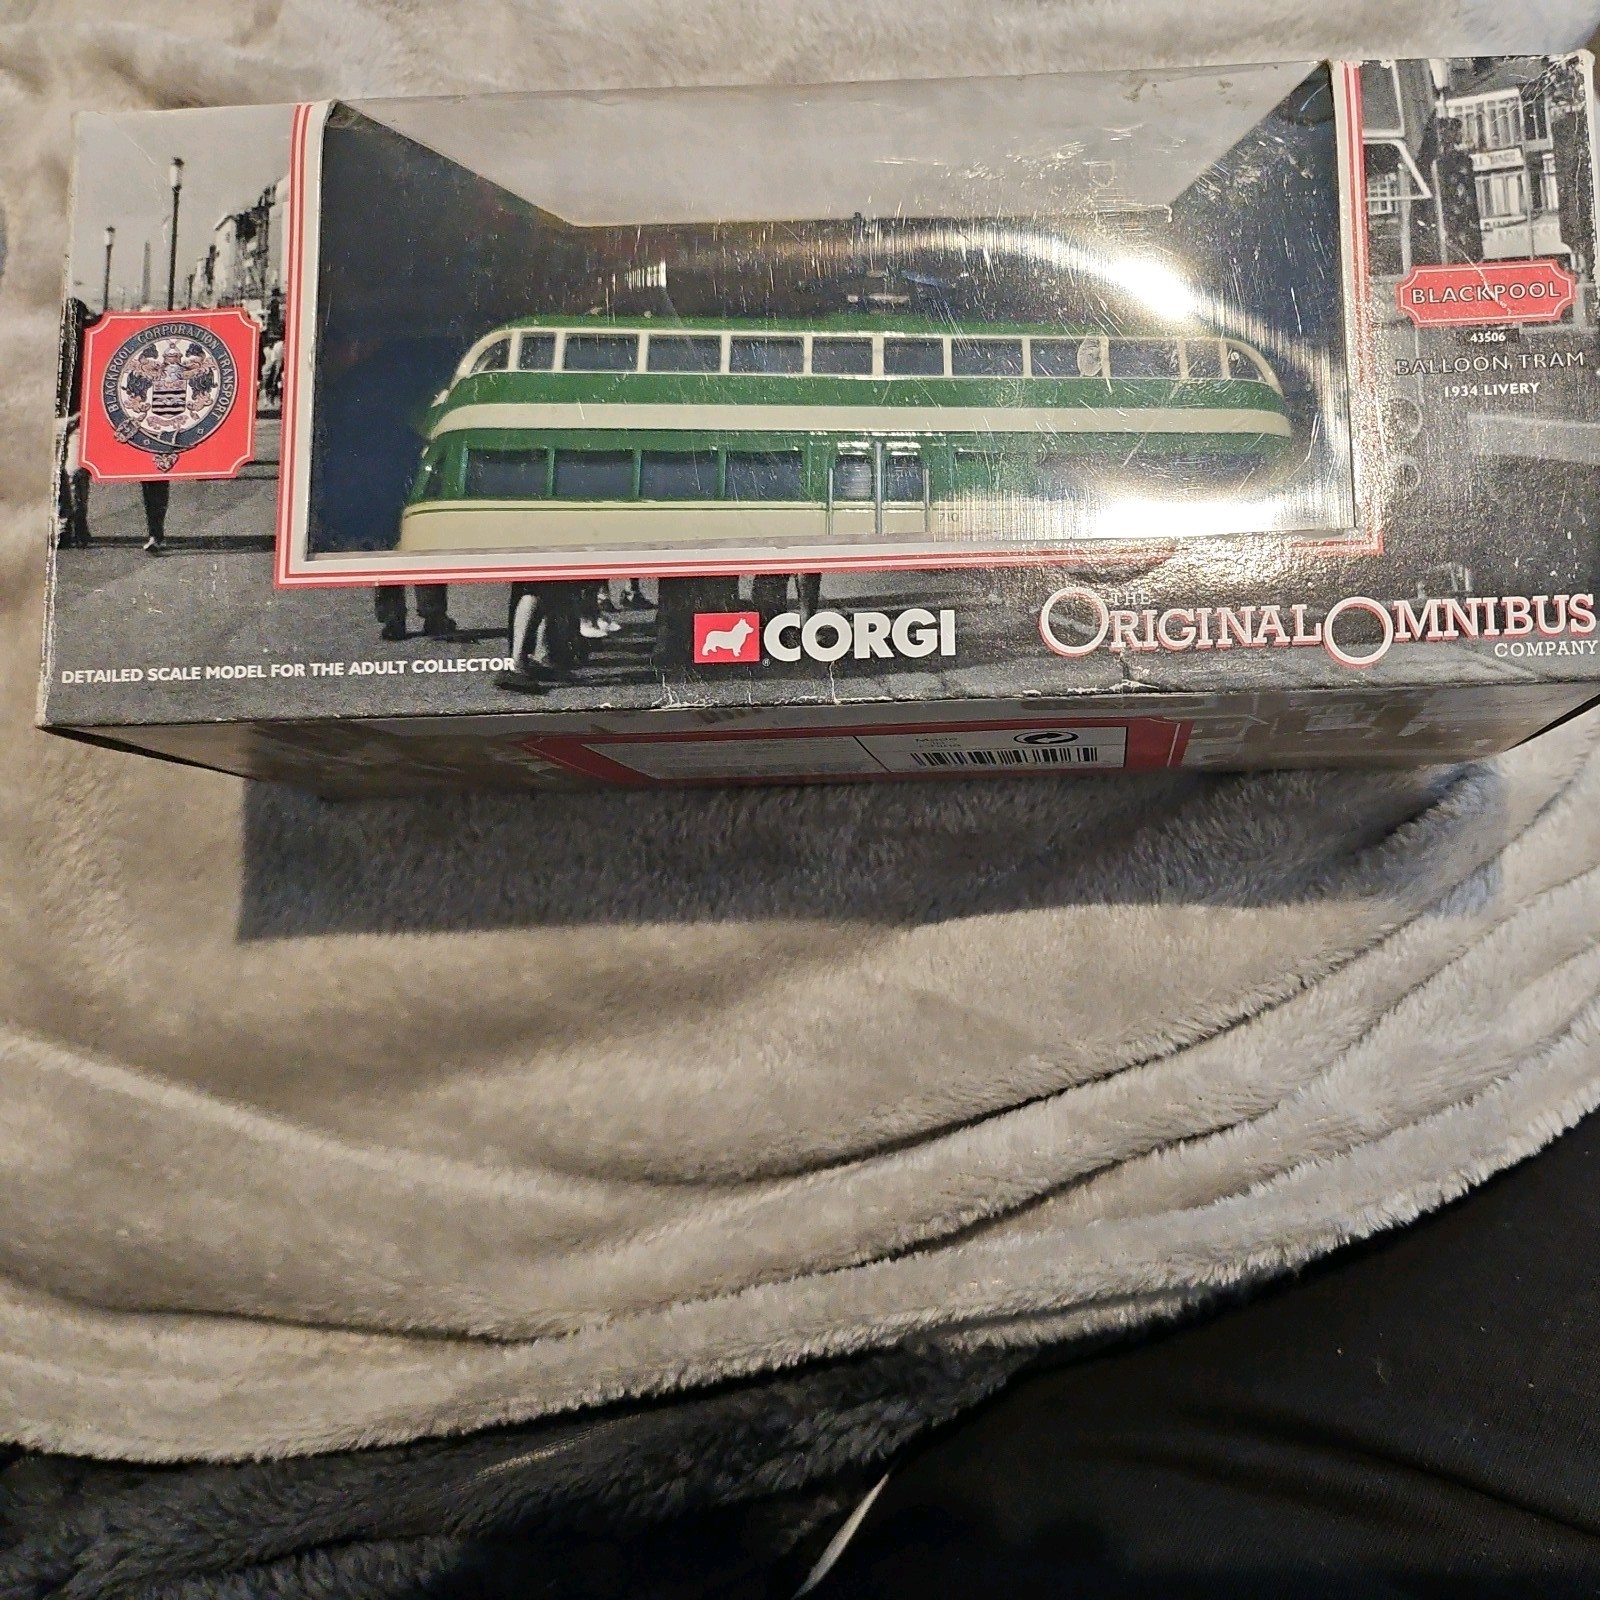 BLACKPOOL CORPORATION TRANSPORT
BLACKPOOL
43506
BALLOON TRAM
1934 LIVERY
710
CORGI
®
THE
ORIGINAL OMNIBUS
COMPANY
DETAILED SCALE MODEL FOR THE ADULT COLLECTOR